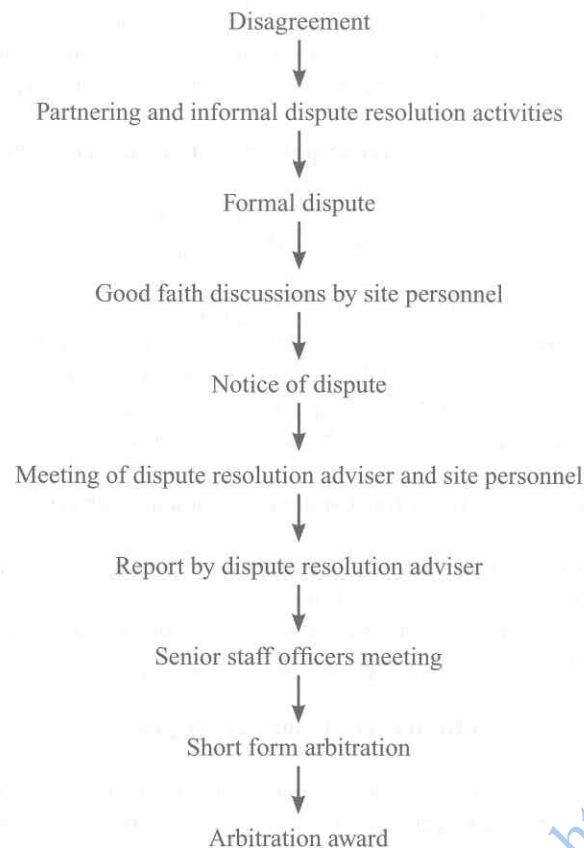 Disagreement
Partnering and informal dispute resolution activities
Formal dispute
Good faith discussions by site personnel
Notice of dispute
Meeting of dispute resolution adviser and site personnel
Report by dispute resolution adviser
Senior staff officers meeting
Short form arbitration
Arbitration award